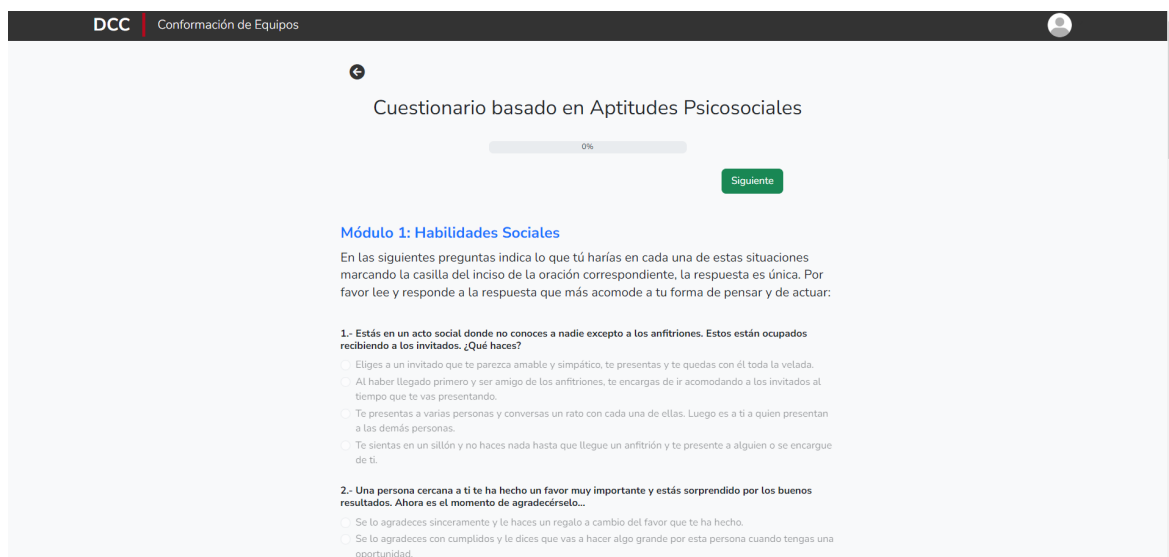 DCC Conformación de Equipos
Cuestionario basado en Aptitudes Psicosociales
0%
Siguiente
Módulo 1: Habilidades Sociales
En las siguientes preguntas indica lo que tú harías en cada una de estas situaciones
marcando la casilla del inciso de la oración correspondiente, la respuesta es única. Por
favor lee y responde a la respuesta que más acomode a tu forma de pensar y de actuar:
1.- Estás en un acto social donde no conoces a nadie excepto a los anfitriones. Estos están ocupados
recibiendo a los invitados. ¿Qué haces?
Eliges a un invitado que te parezca amable y simpático, te presentas y te quedas con él toda la velada.
Al haber llegado primero y ser amigo de los anfitriones, te encargas de ir acomodando a los invitados al
tiempo que te vas presentando.
Te presentas a varias personas y conversas un rato con cada una de ellas. Luego es a ti a quien presentan
a las demás personas.
Te sientas en un sillón y no haces nada hasta que llegue un anfitrión y te presente a alguien o se encargue
de ti.
2.- Una persona cercana a ti te ha hecho un favor muy importante y estás sorprendido por los buenos
resultados. Ahora es el momento de agradecérselo...
Se lo agradeces sinceramente y le haces un regalo a cambio del favor que te ha hecho.
Se lo agradeces con cumplidos y le dices que vas a hacer algo grande por esta persona cuando tengas una
oportunidad.